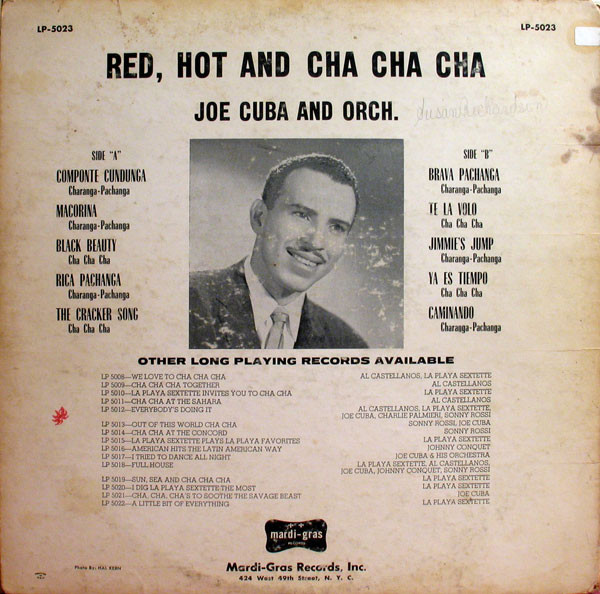 LP-5023
LP-5023
RED, HOT AND CHA CHA CHA
JOE CUBA AND ORCH.
SIDE "A"
COMPONTE CUNDUNGA
Charanga-Pachanga
MACORINA
Charanga-Pachanga
BLACK BEAUTY
Cha Cha Cha
RICA PACHANGA
Charanga-Pachanga
THE CRACKER SONG
Cha Cha Cha
SIDE "B"
BRAVA PACHANGA
Charanga-Pachanga
TE LA VOLO
Cha Cha Cha
JIMMIE'S JUMP
Charanga-Pachanga
YA ES TIEMPO
Cha Cha Cha
CAMINANDO
Charanga-Pachanga
OTHER LONG PLAYING RECORDS AVAILABLE
LP 5008—WE LOVE TO CHA CHA CHA AL CASTELLANOS, LA PLAYA SEXTETTE
LP 5009—CHA CHA CHA TOGETHER AL CASTELLANOS
LP 5010—LA PLAYA SEXTETTE INVITES YOU TO CHA CHA LA PLAYA SEXTETTE
LP 5011—CHA CHA AT THE SAHARA AL CASTELLANOS
LP 5012—EVERYBODY'S DOING IT AL CASTELLANOS, LA PLAYA SEXTETTE,
JOE CUBA, CHARLIE PALMIERI, SONNY ROSSI
LP 5013—OUT OF THIS WORLD CHA CHA SONNY ROSSI, JOE CUBA
LP 5014—CHA CHA AT THE CONCORD SONNY ROSSI
LP 5015—LA PLAYA SEXTETTE PLAYS LA PLAYA FAVORITES LA PLAYA SEXTETTE
LP 5016—AMERICAN HITS THE LATIN AMERICAN WAY JOHNNY CONQUET
LP 5017—I TRIED TO DANCE ALL NIGHT JOE CUBA & HIS ORCHESTRA
LP 5018—FULL HOUSE LA PLAYA SEXTETTE, AL CASTELLANOS,
JOE CUBA, JOHNNY CONQUET, SONNY ROSSI
LP 5019—SUN, SEA AND CHA CHA CHA LA PLAYA SEXTETTE
LP 5020—I DIG LA PLAYA SEXTETTE THE MOST LA PLAYA SEXTETTE
LP 5021—CHA, CHA, CHA'S TO SOOTHE THE SAVAGE BEAST JOE CUBA
LP 5022—A LITTLE BIT OF EVERYTHING LA PLAYA SEXTETTE
mardi-gras
RECORDS
Photo By: HAL KERN
Mardi-Gras Records, Inc.
424 West 49th Street, N. Y. C.